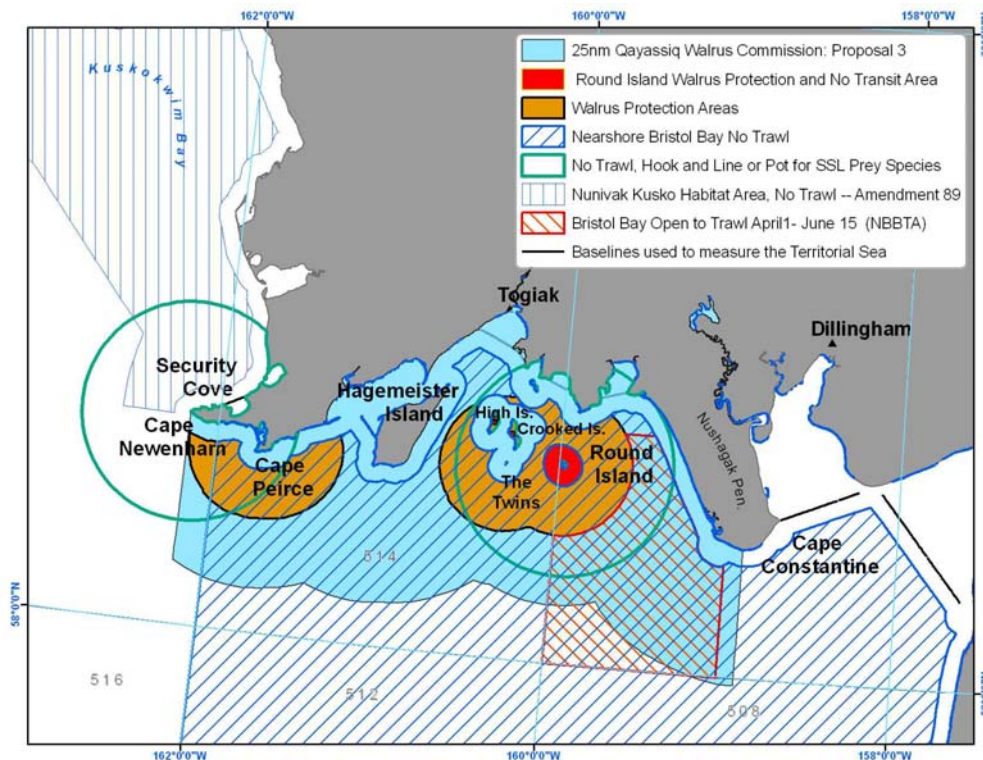 162°0'0"W
160°0'0"W
158°0'0"W
Kuskokwim Bay
25nm Qayassiq Walrus Commission: Proposal 3
Round Island Walrus Protection and No Transit Area
Walrus Protection Areas
Nearshore Bristol Bay No Trawl
No Trawl, Hook and Line or Pot for SSL Prey Species
Nunivak Kusko Habitat Area, No Trawl -- Amendment 89
Bristol Bay Open to Trawl April1- June 15 (NBBTA)
Baselines used to measure the Territorial Sea
Togiak
Dillingham
Security
Cove
Hagemeister
Island
High Is.
Crooked Is.
Cape
Newenham
Cape
Peirce
Round
Island
The
Twins
Nushagak Pen.
Cape
Constantine
514
58°0'0"N
516
512
508
162°0'0"W
160°0'0"W
158°0'0"W